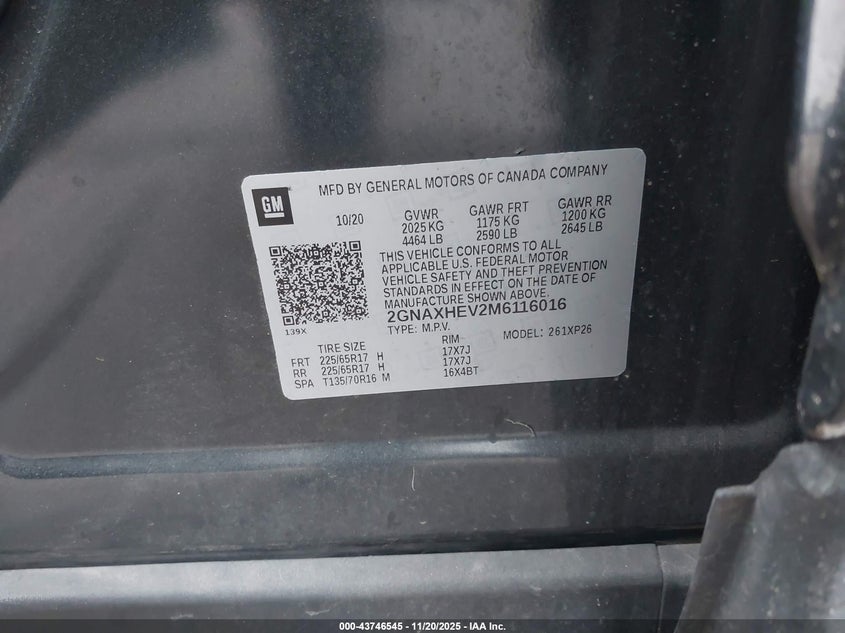 MFD BY GENERAL MOTORS OF CANADA COMPANY
GM
10/20 GVWR GAWR FRT GAWR RR
2025 KG 1175 KG 1200 KG
4464 LB 2590 LB 2645 LB
THIS VEHICLE CONFORMS TO ALL
APPLICABLE U.S. FEDERAL MOTOR
VEHICLE SAFETY AND THEFT PREVENTION
STANDARDS IN EFFECT ON THE DATE OF
MANUFACTURE SHOWN ABOVE.
2GNAXHEV2M6116016
139X
TYPE: M.P.V. MODEL: 261XP26
TIRE SIZE RIM
FRT 225/65R17 H 17X7J
RR 225/65R17 H 17X7J
SPA T135/70R16 M 16X4BT
000-43746545 - 11/20/2025 - IAA Inc.